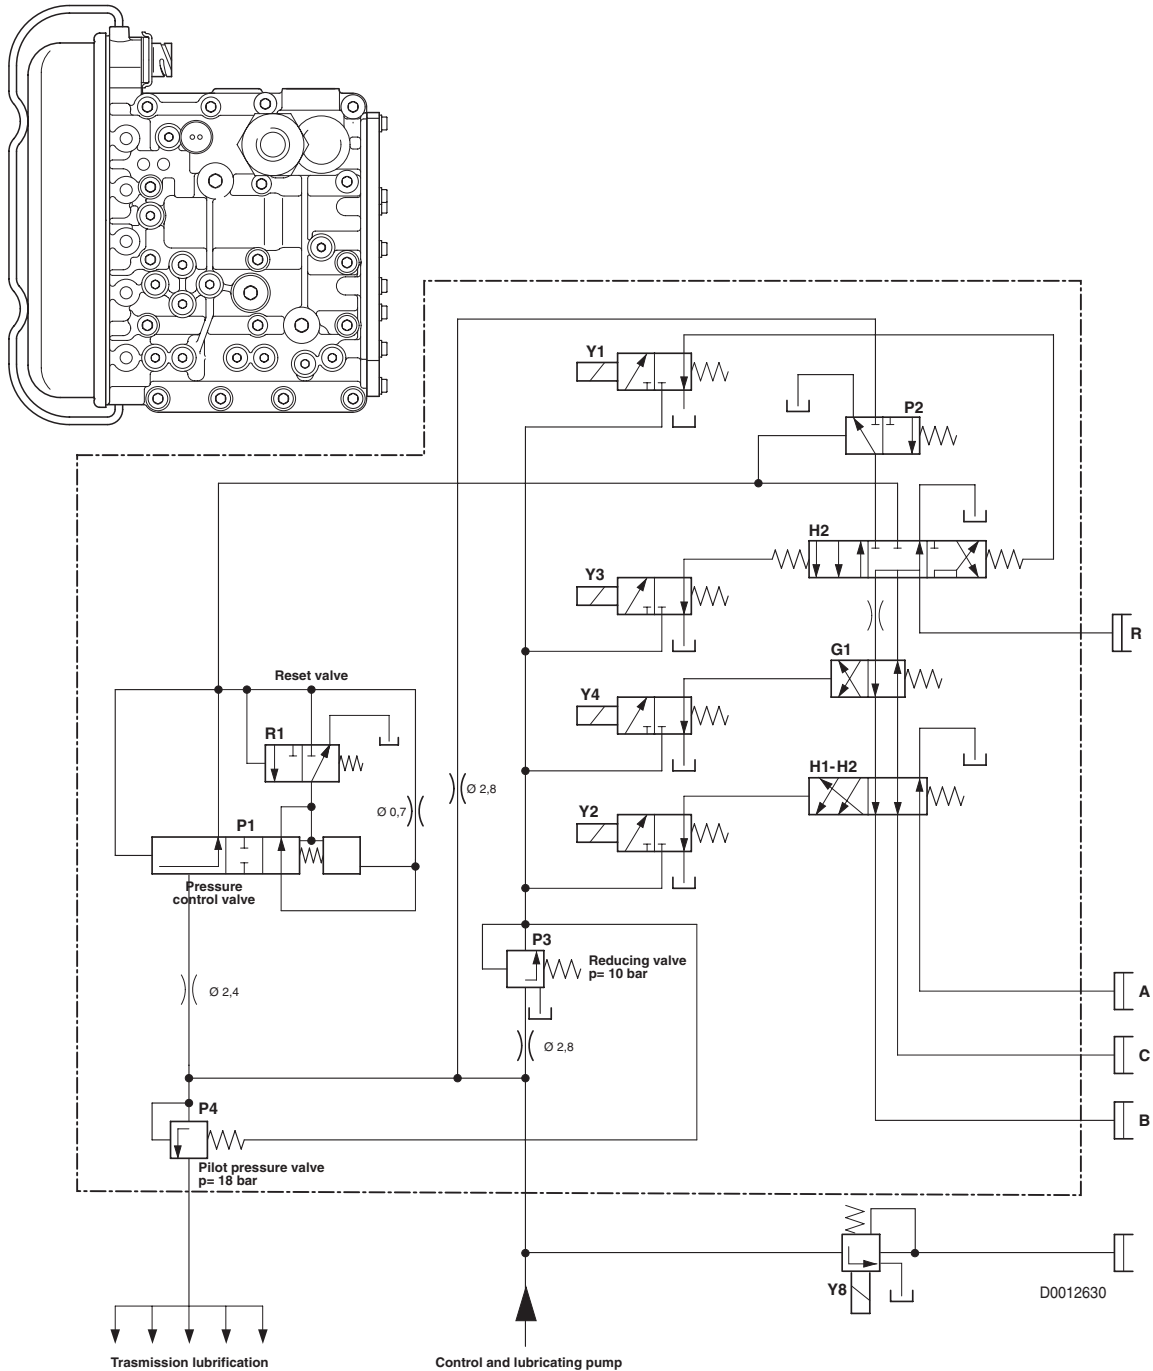 Y1
P2
H2
Y3
R
G1
Reset valve
Y4
R1
H1-H2
Ø 2,8
Ø 0,7
P1
Y2
Pressure
control valve
P3
Reducing valve
p= 10 bar
Ø 2,4
A
Ø 2,8
C
P4
B
Pilot pressure valve
p= 18 bar
Y8
D0012630
Trasmission lubrification
Control and lubricating pump